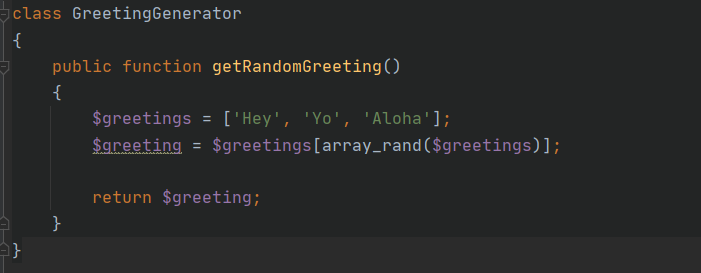 class GreetingGenerator
{
    public function getRandomGreeting()
    {
        $greetings = ['Hey', 'Yo', 'Aloha'];
        $greeting = $greetings[array_rand($greetings)];

        return $greeting;
    }
}